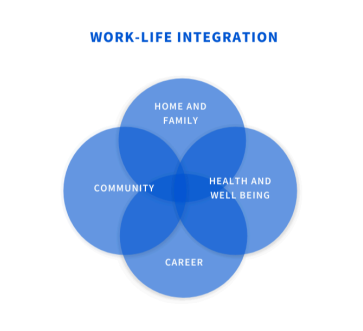 WORK-LIFE INTEGRATION
HOME AND
FAMILY
COMMUNITY
HEALTH AND
WELL BEING
CAREER